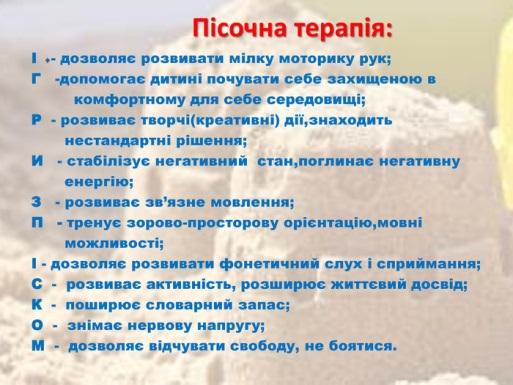 Пісочна терапія:
І - дозволяє розвивати мілку моторику рук;
Г -допомогає дитині почувати себе захищеною в
комфортному для себе середовищі;
Р - розвиває творчі(креативні) дії,знаходить
нестандартні рішення;
И - стабілізує негативний стан,поглинає негативну
енергію;
З - розвиває зв’язне мовлення;
П - тренує зорово-просторову орієнтацію,мовні
можливості;
І - дозволяє розвивати фонетичний слух і сприймання;
С - розвиває активність, розширює життєвий досвід;
К - поширює словарний запас;
О - знімає нервову напругу;
М - дозволяє відчувати свободу, не боятися.